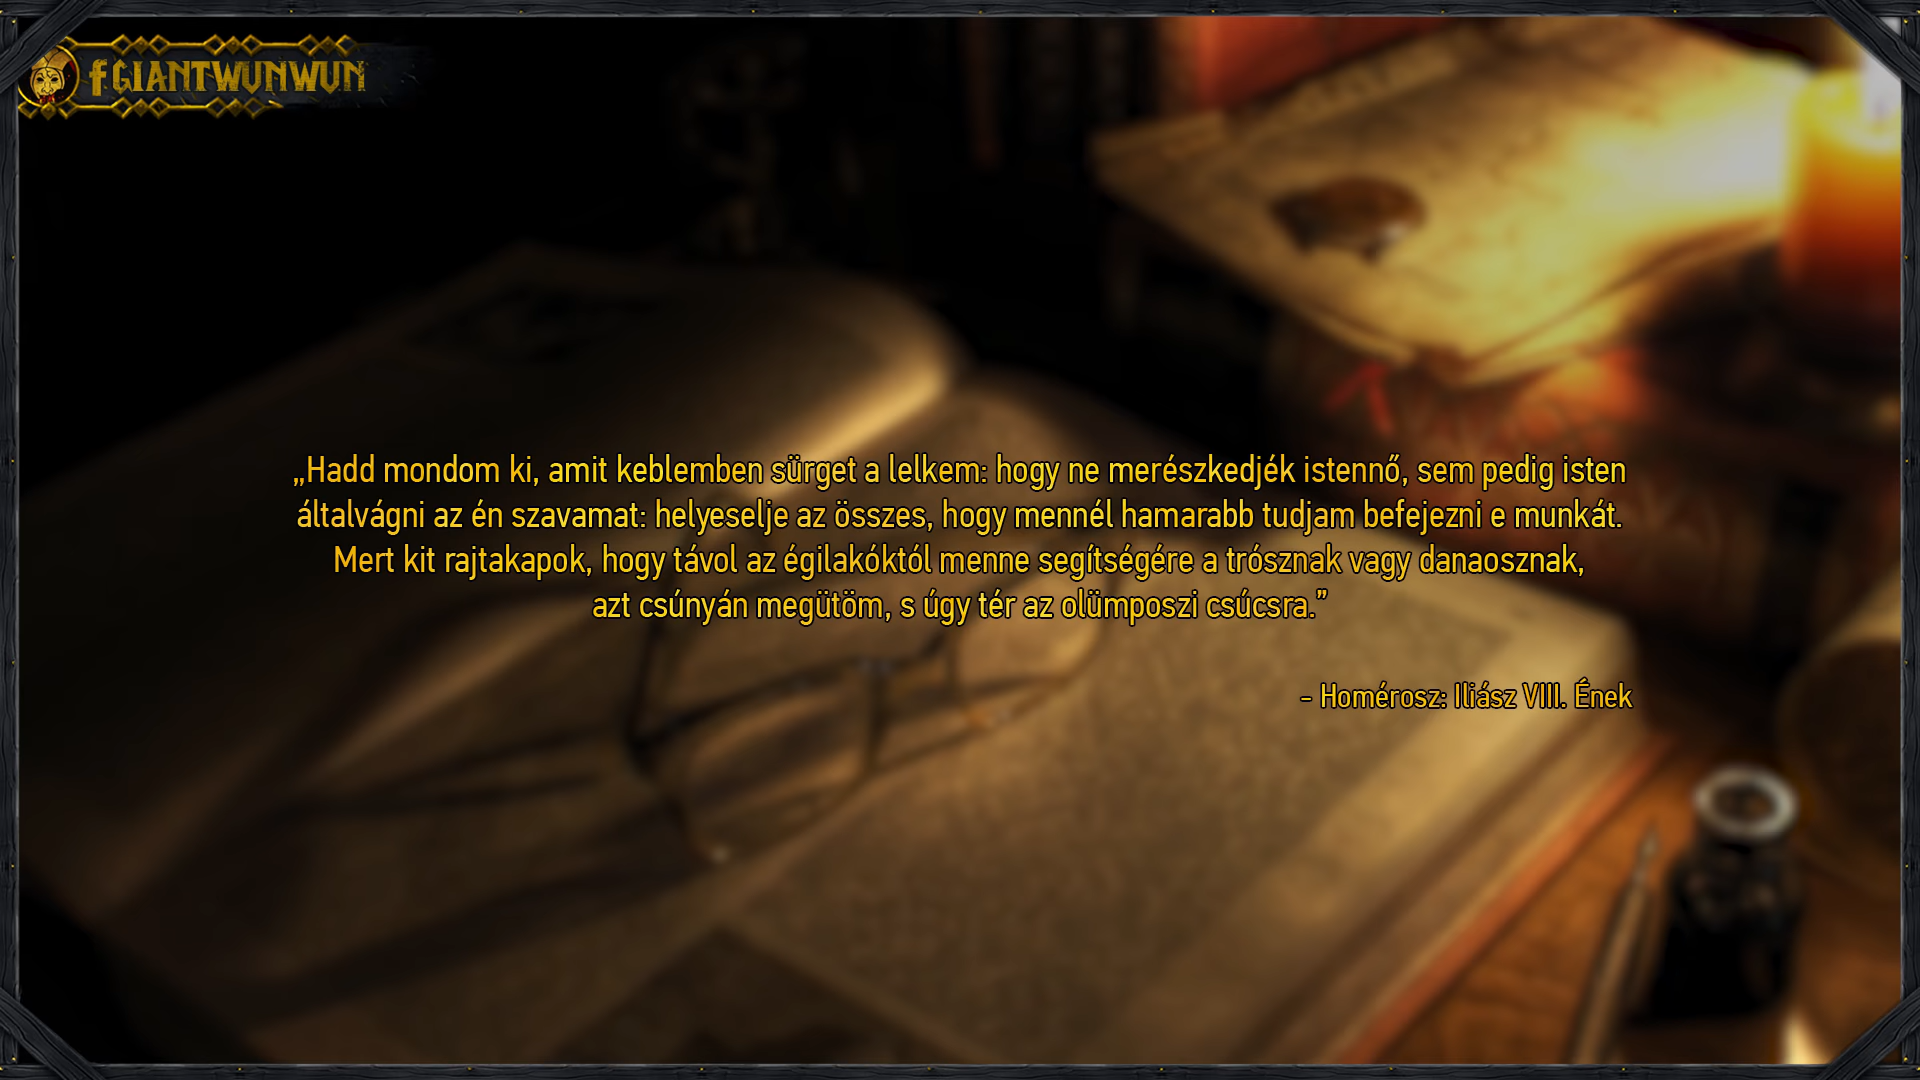 fGIANTWUNWUN
„Hadd mondom ki, amit keblemben sürget a lelkem: hogy ne merészkedjék istennő, sem pedig isten
általvágni az én szavamat: helyeselje az összes, hogy mennél hamarabb tudjam befejezni e munkát.
Mert kit rajtakapok, hogy távol az égilakóktól menne segítségére a trósznak vagy danaosznak,
azt csúnyán megütöm, s úgy tér az olümposzi csúcsra.”
- Homérosz: Iliász VIII. Ének